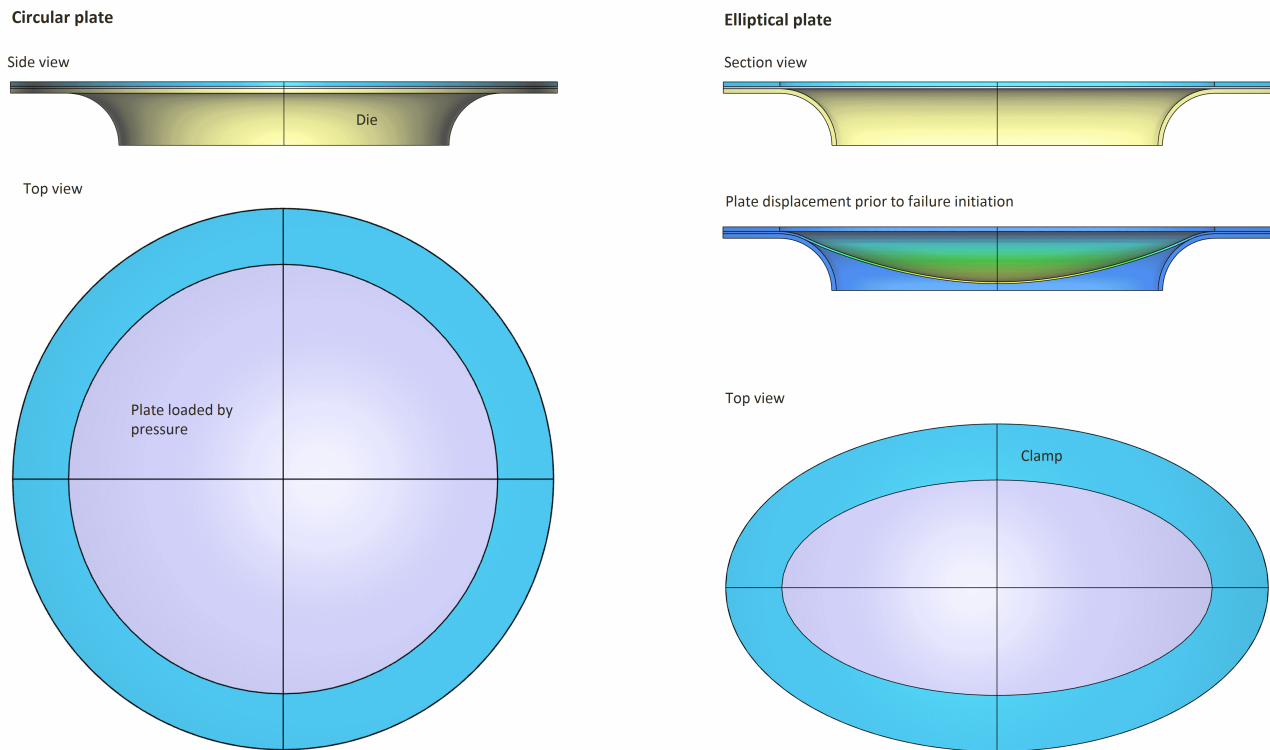 Circular plate
Side view
Die
Top view
Plate loaded by
pressure
Elliptical plate
Section view
Plate displacement prior to failure initiation
Top view
Clamp